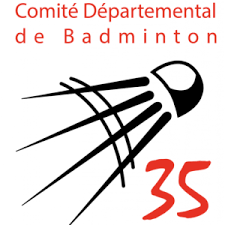 Comité Départemental
de Badminton
35